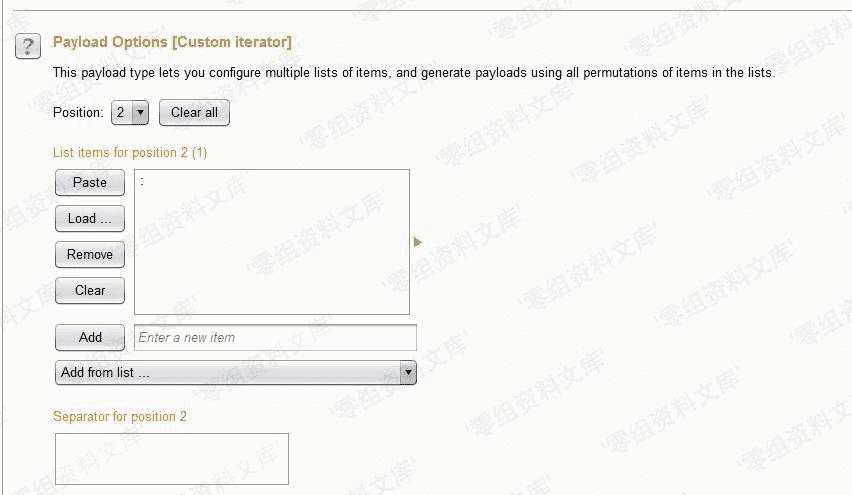 ?
Payload Options [Custom iterator]
This payload type lets you configure multiple lists of items, and generate payloads using all permutations of items in the lists.
Position: 2 Clear all
List items for position 2 (1)
Paste
:
Load ...
Remove
Clear
Add
Enter a new item
Add from list ...
Separator for position 2
'零组资料文库'